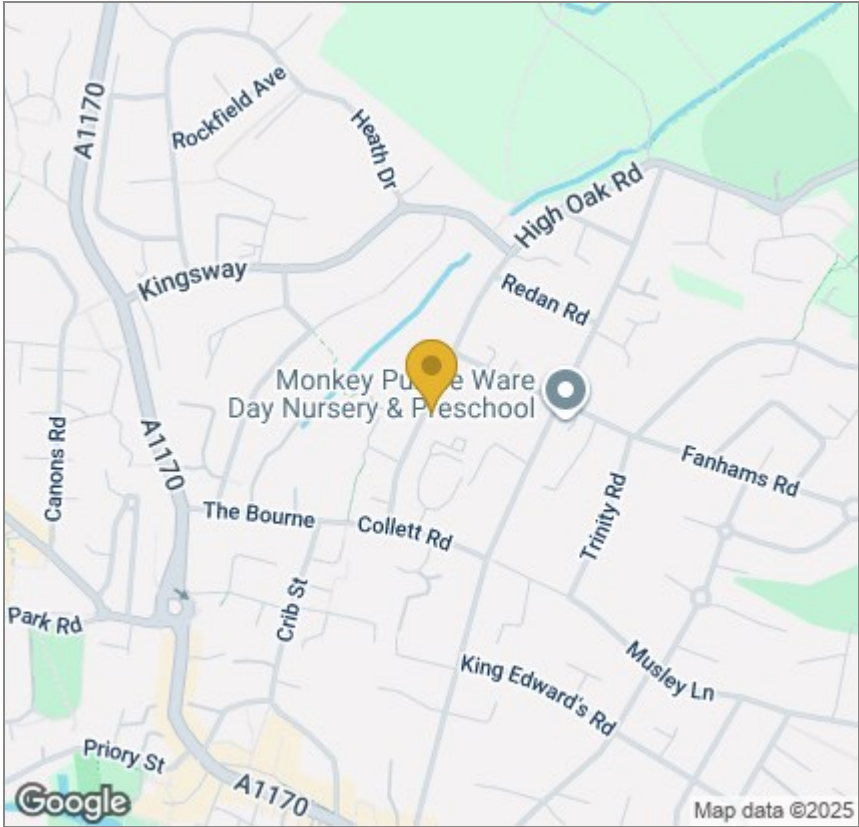 A1170
Rockfield Ave
Heath Dr
High Oak Rd
Kingsway
Redan Rd
Monkey Ware
Day Nursery & Preschool
Canons Rd
A1170
Fanhams Rd
The Bourne
Collett Rd
Trinity Rd
Crib St
Park Rd
Musley Ln
King Edward's Rd
Priory St
A1170
Google
Map data ©2025